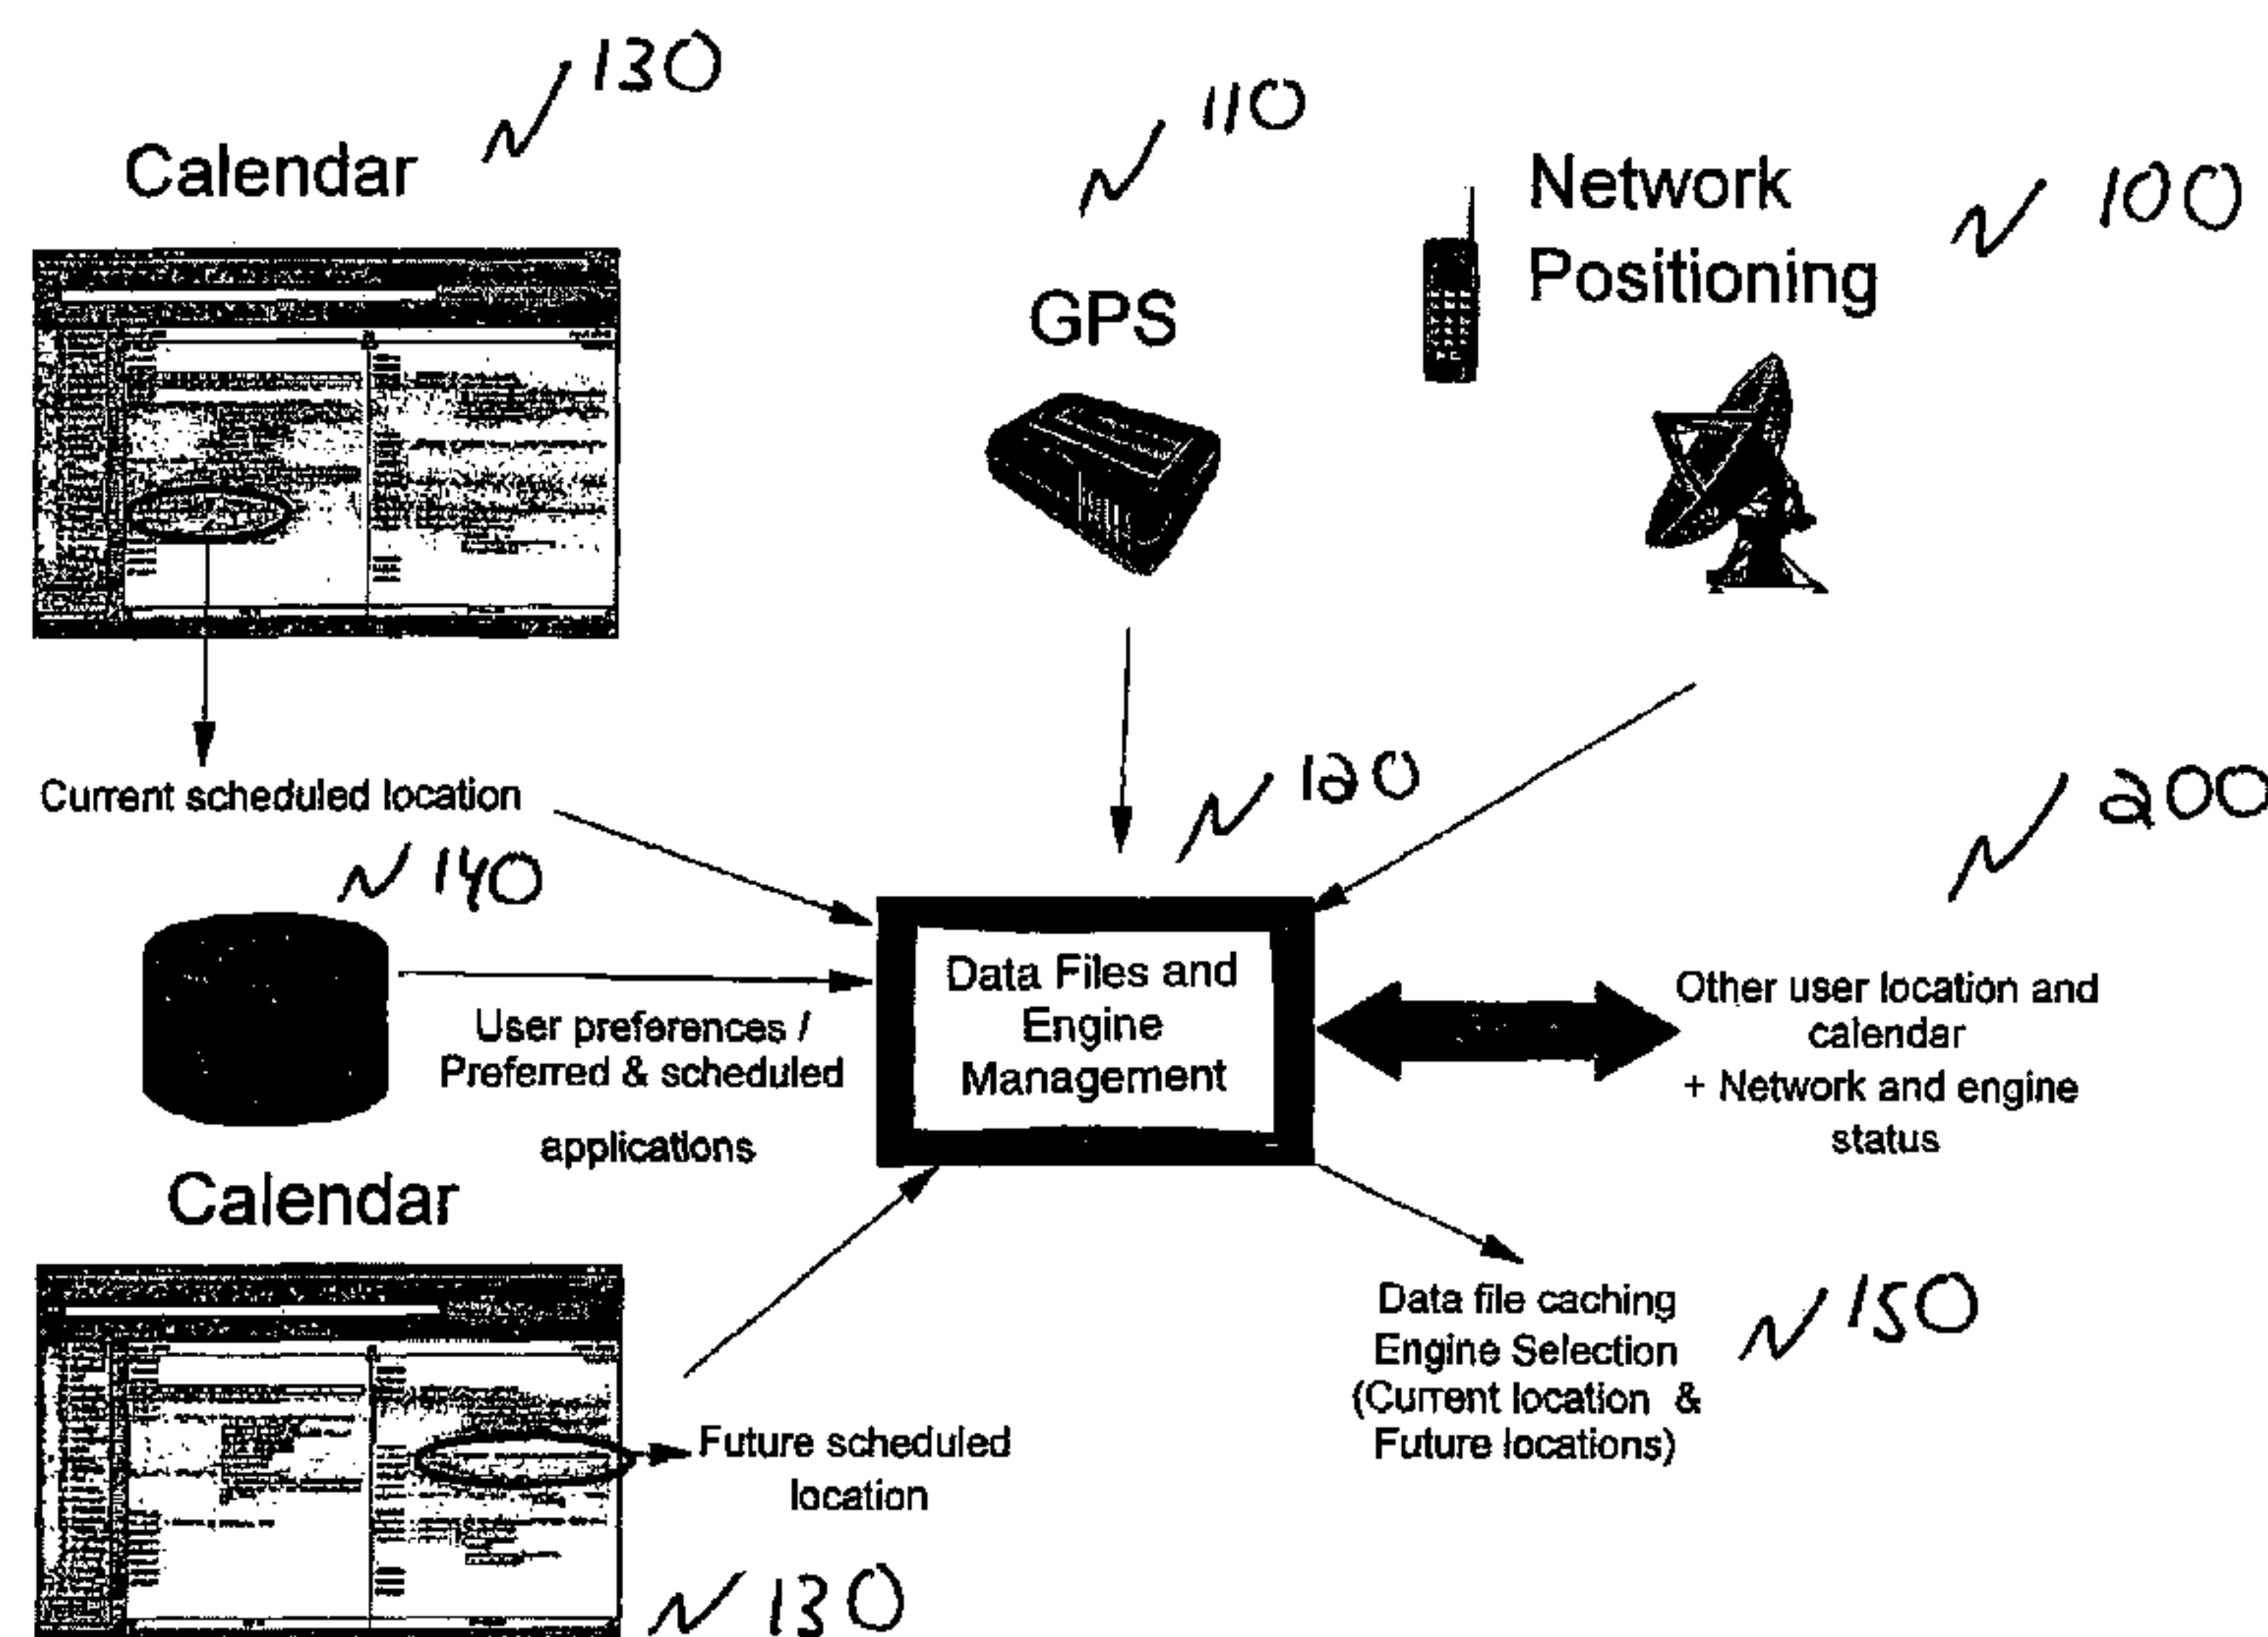 130
Calendar
110
GPS
Network
Positioning
100
Current scheduled location
140
120
200
Data Files and
Engine
Management
User preferences /
Preferred & scheduled
applications
Other user location and
calendar
+ Network and engine
status
Calendar
Data file caching
Engine Selection
(Current location &
Future locations)
150
Future scheduled
location
130